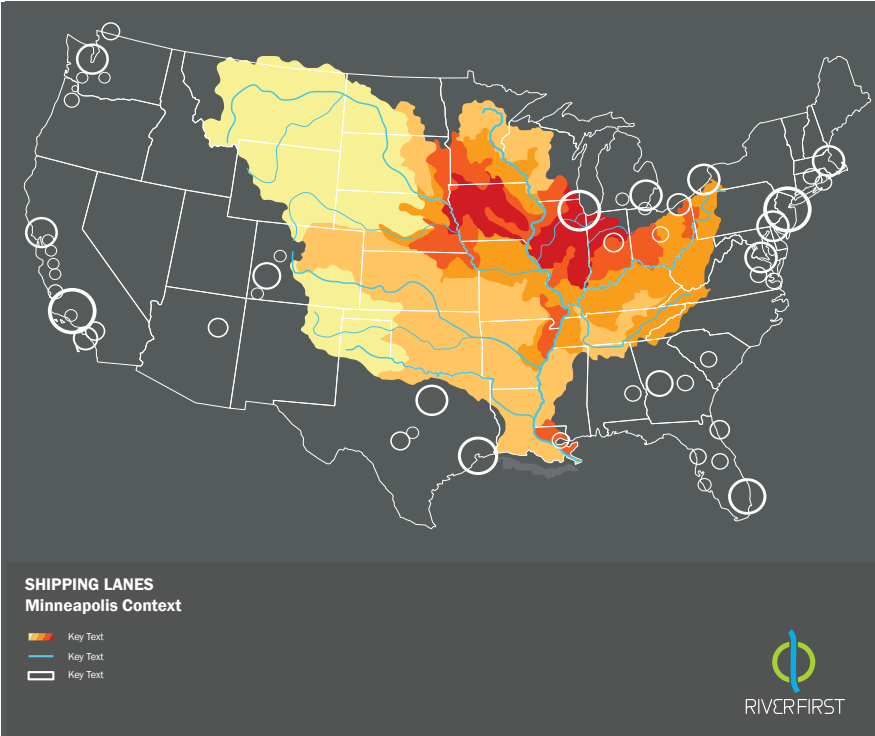 SHIPPING LANES
Minneapolis Context
Key Text
Key Text
Key Text
RIVERFIRST